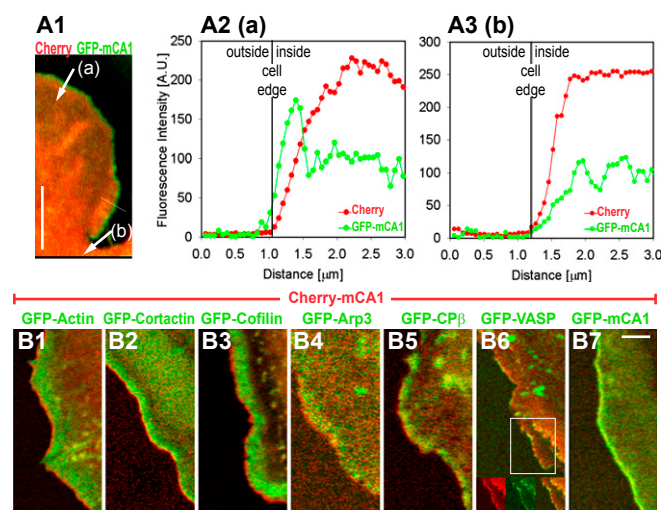 A1
Cherry GFP-mCA1
(a)
(b)
A2 (a)
Fluorescence Intensity [A.U.]
250
200
150
100
50
0
outside inside
cell
edge
Cherry
GFP-mCA1
0.0 0.5 1.0 1.5 2.0 2.5 3.0
Distance [μm]
A3 (b)
300
250
200
150
100
50
0
outside inside
cell
edge
Cherry
GFP-mCA1
0.0 0.5 1.0 1.5 2.0 2.5 3.0
Distance [μm]
Cherry-mCA1
GFP-Actin GFP-Cortactin GFP-Cofilin GFP-Arp3 GFP-CPβ GFP-VASP GFP-mCA1
B1 B2 B3 B4 B5 B6 B7